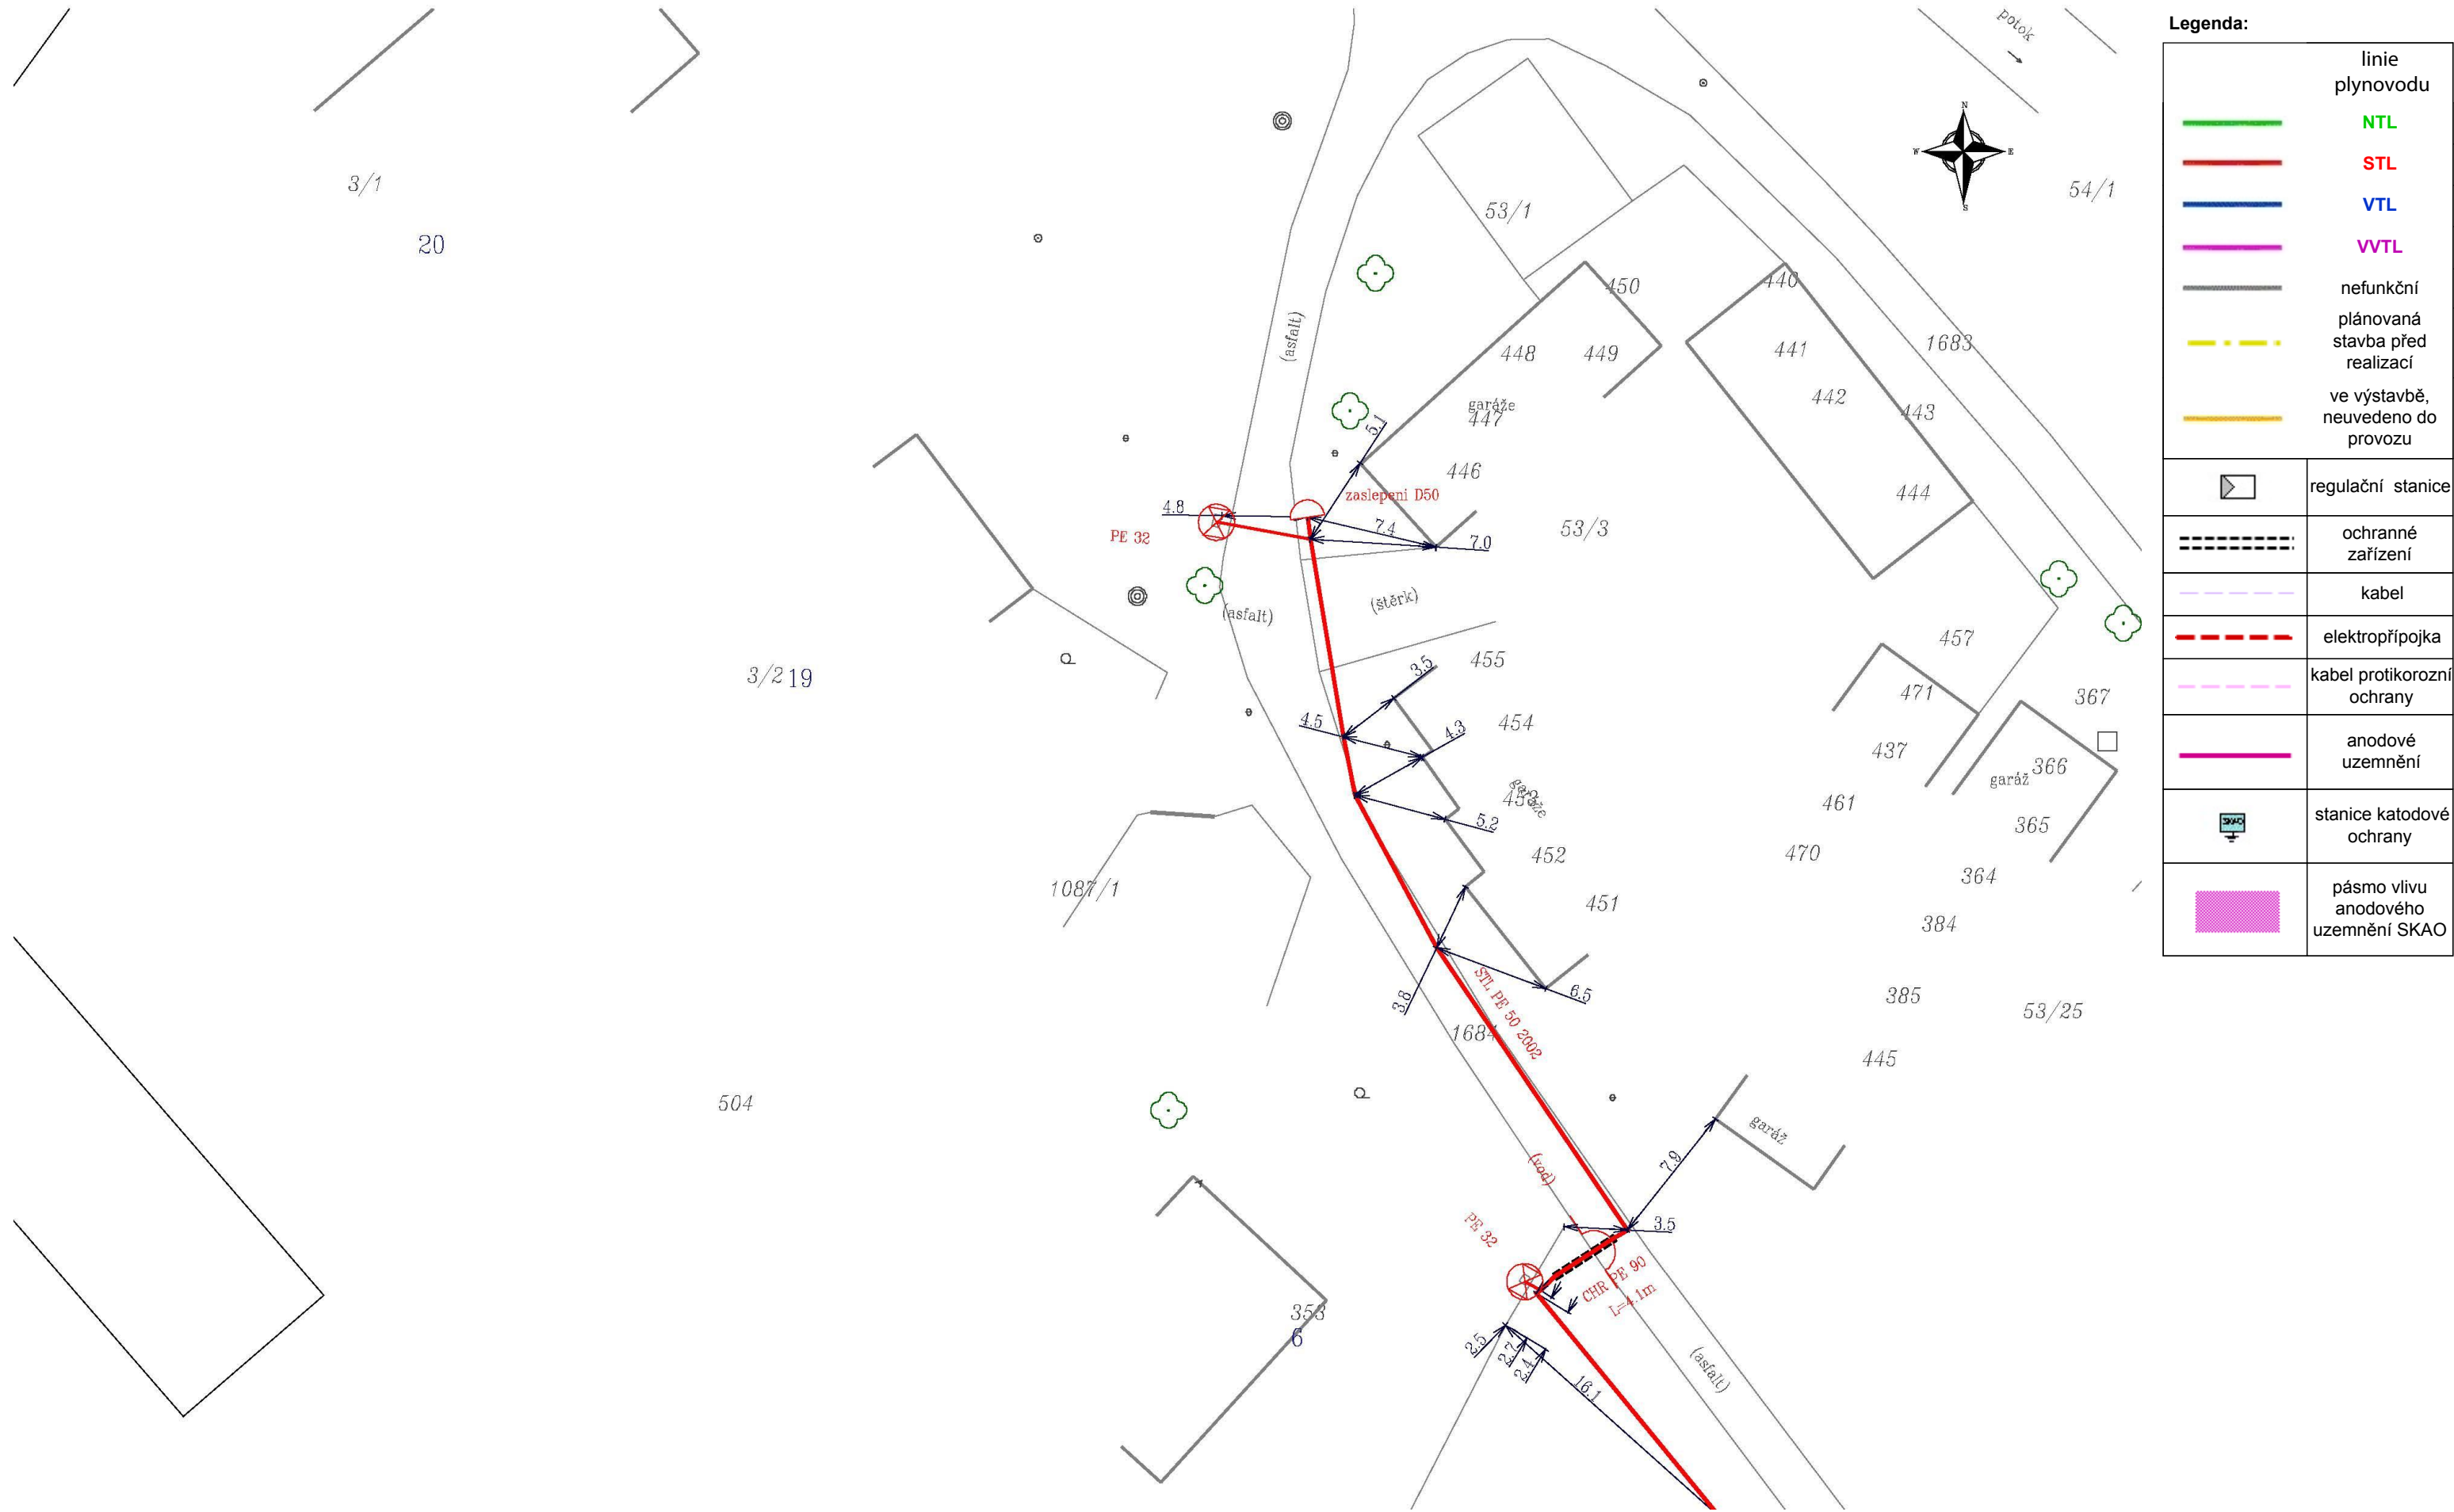 potok
N
W
E
S
3/1
20
53/1
54/1
(asfalt)
450
440
448
449
441
1683
442
garáže
447
443
5.1
446
444
zaslepeni D50
4.8
PE 32
7.4
7.0
53/3
(asfalt)
(štěrk)
457
3/2
19
3.5
455
471
367
4.5
4.3
454
437
366
garáž
garáže
461
5.2
365
452
470
364
1087/1
451
384
3.8
6.5
385
53/25
STL PE 50 2002
1684
445
504
garáž
(vod)
7.9
PE 32
3.5
CHR PE 90
L=4.1m
353
6
2.5
2.7
2.4
16.1
(asfalt)
Legenda:
linie
plynovodu
NTL
STL
VTL
VVTL
nefunkční
plánovaná
stavba před
realizací
ve výstavbě,
neuvedeno do
provozu
regulační stanice
ochranné
zařízení
kabel
elektropřípojka
kabel protikorozní
ochrany
anodové
uzemnění
SKAO
stanice katodové
ochrany
pásmo vlivu
anodového
uzemnění SKAO